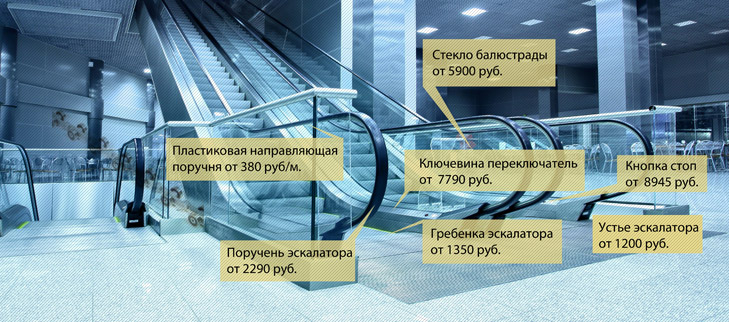 Стекло балюстрады
от 5900 руб.
Пластиковая направляющая
поручня от 380 руб/м.
Ключевина переключатель
от 7790 руб.
Кнопка стоп
от 8945 руб.
Поручень эскалатора
от 2290 руб.
Гребенка эскалатора
от 1350 руб.
Устье эскалатора
от 1200 руб.